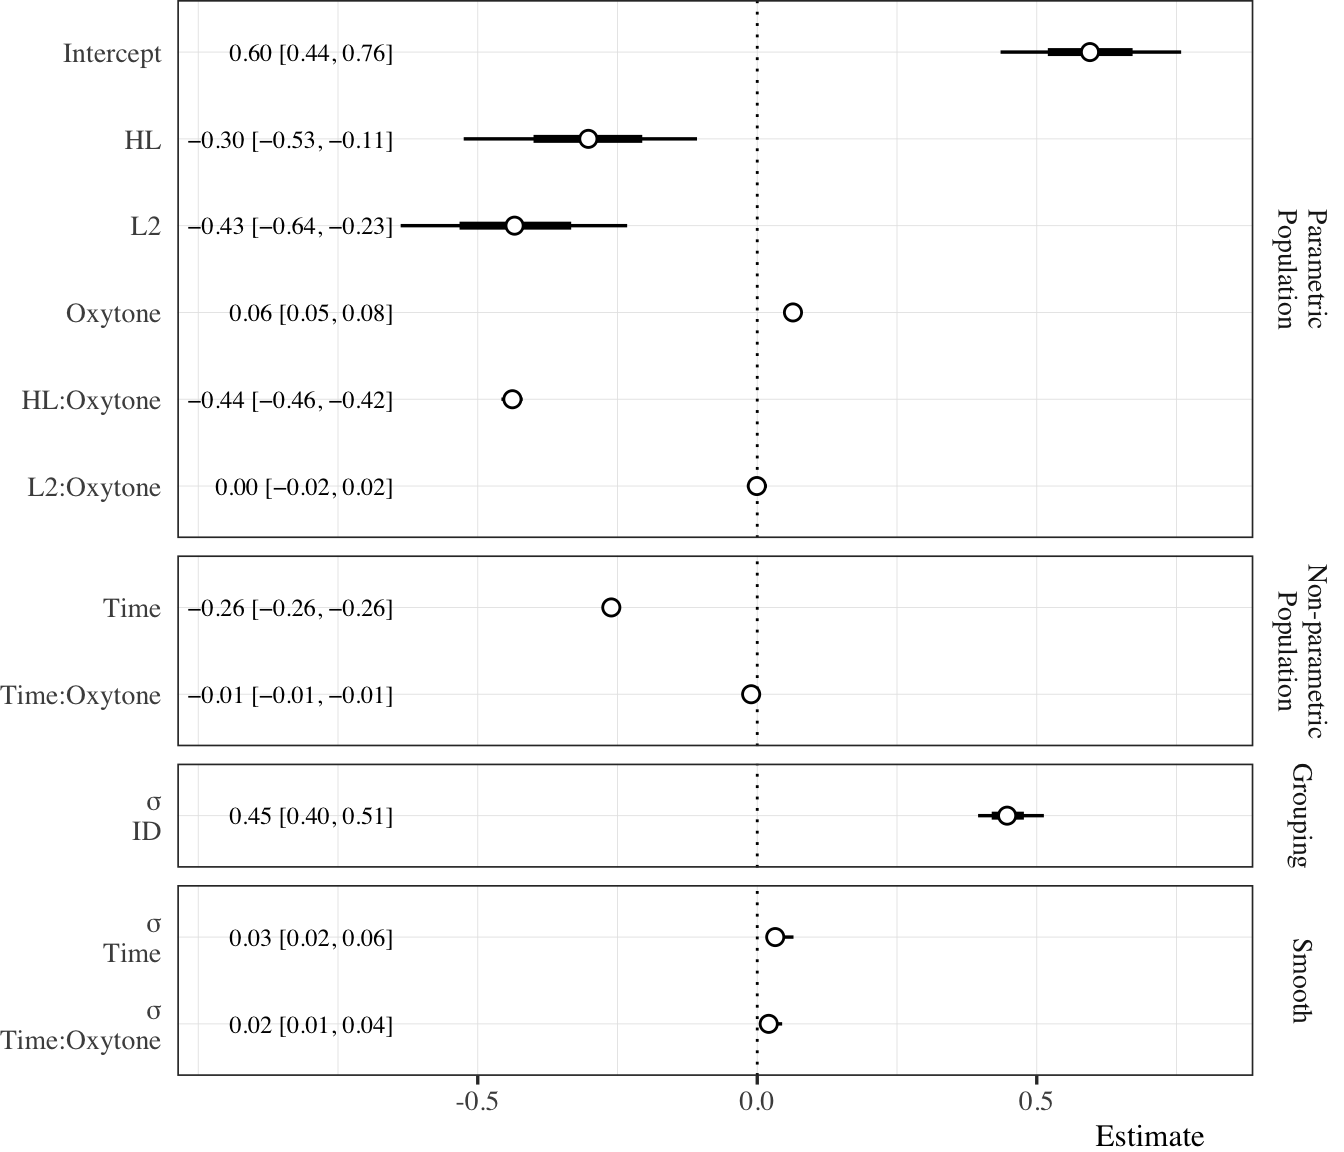 Intercept 0.60 [0.44, 0.76]
HL −0.30 [−0.53, −0.11]
L2 −0.43 [−0.64, −0.23]
Oxytone 0.06 [0.05, 0.08]
HL:Oxytone −0.44 [−0.46, −0.42]
L2:Oxytone 0.00 [−0.02, 0.02]
Parametric
Population
Time −0.26 [−0.26, −0.26]
Time:Oxytone −0.01 [−0.01, −0.01]
Non-parametric
Population
σ
ID
0.45 [0.40, 0.51]
Grouping
σ
Time
0.03 [0.02, 0.06]
σ
Time:Oxytone
0.02 [0.01, 0.04]
Smooth
-0.5 0.0 0.5
Estimate